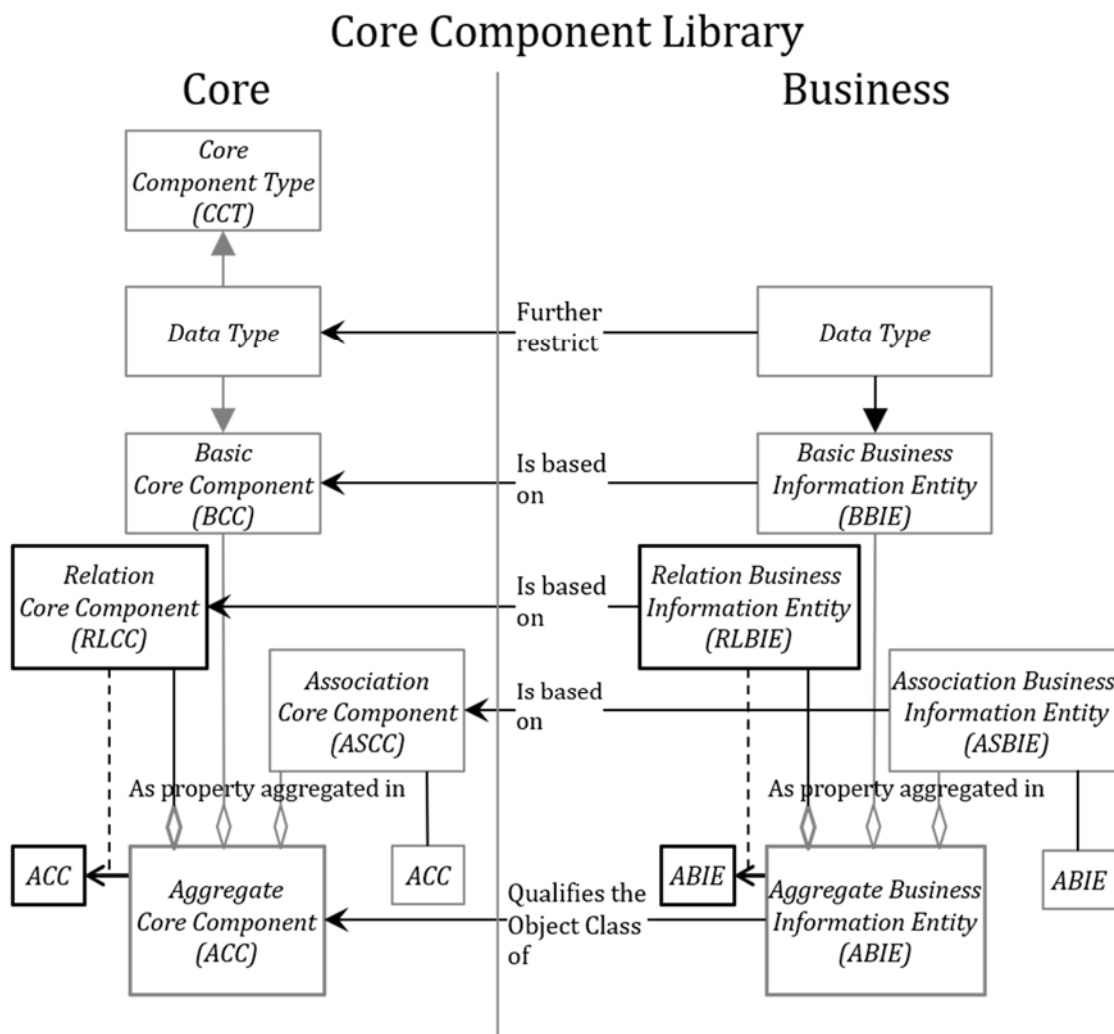 Core Component Library
Core
Business
Core
Component Type
(CCT)
Data Type
Further
restrict
Data Type
Basic
Core Component
(BCC)
Is based
on
Basic Business
Information Entity
(BBIE)
Relation
Core Component
(RLCC)
Is based
on
Relation Business
Information Entity
(RLBIE)
Association
Core Component
(ASCC)
Is based
on
Association Business
Information Entity
(ASBIE)
As property aggregated in
As property aggregated in
ACC
Aggregate
Core Component
(ACC)
ACC
Qualifies the
Object Class
of
ABIE
Aggregate Business
Information Entity
(ABIE)
ABIE